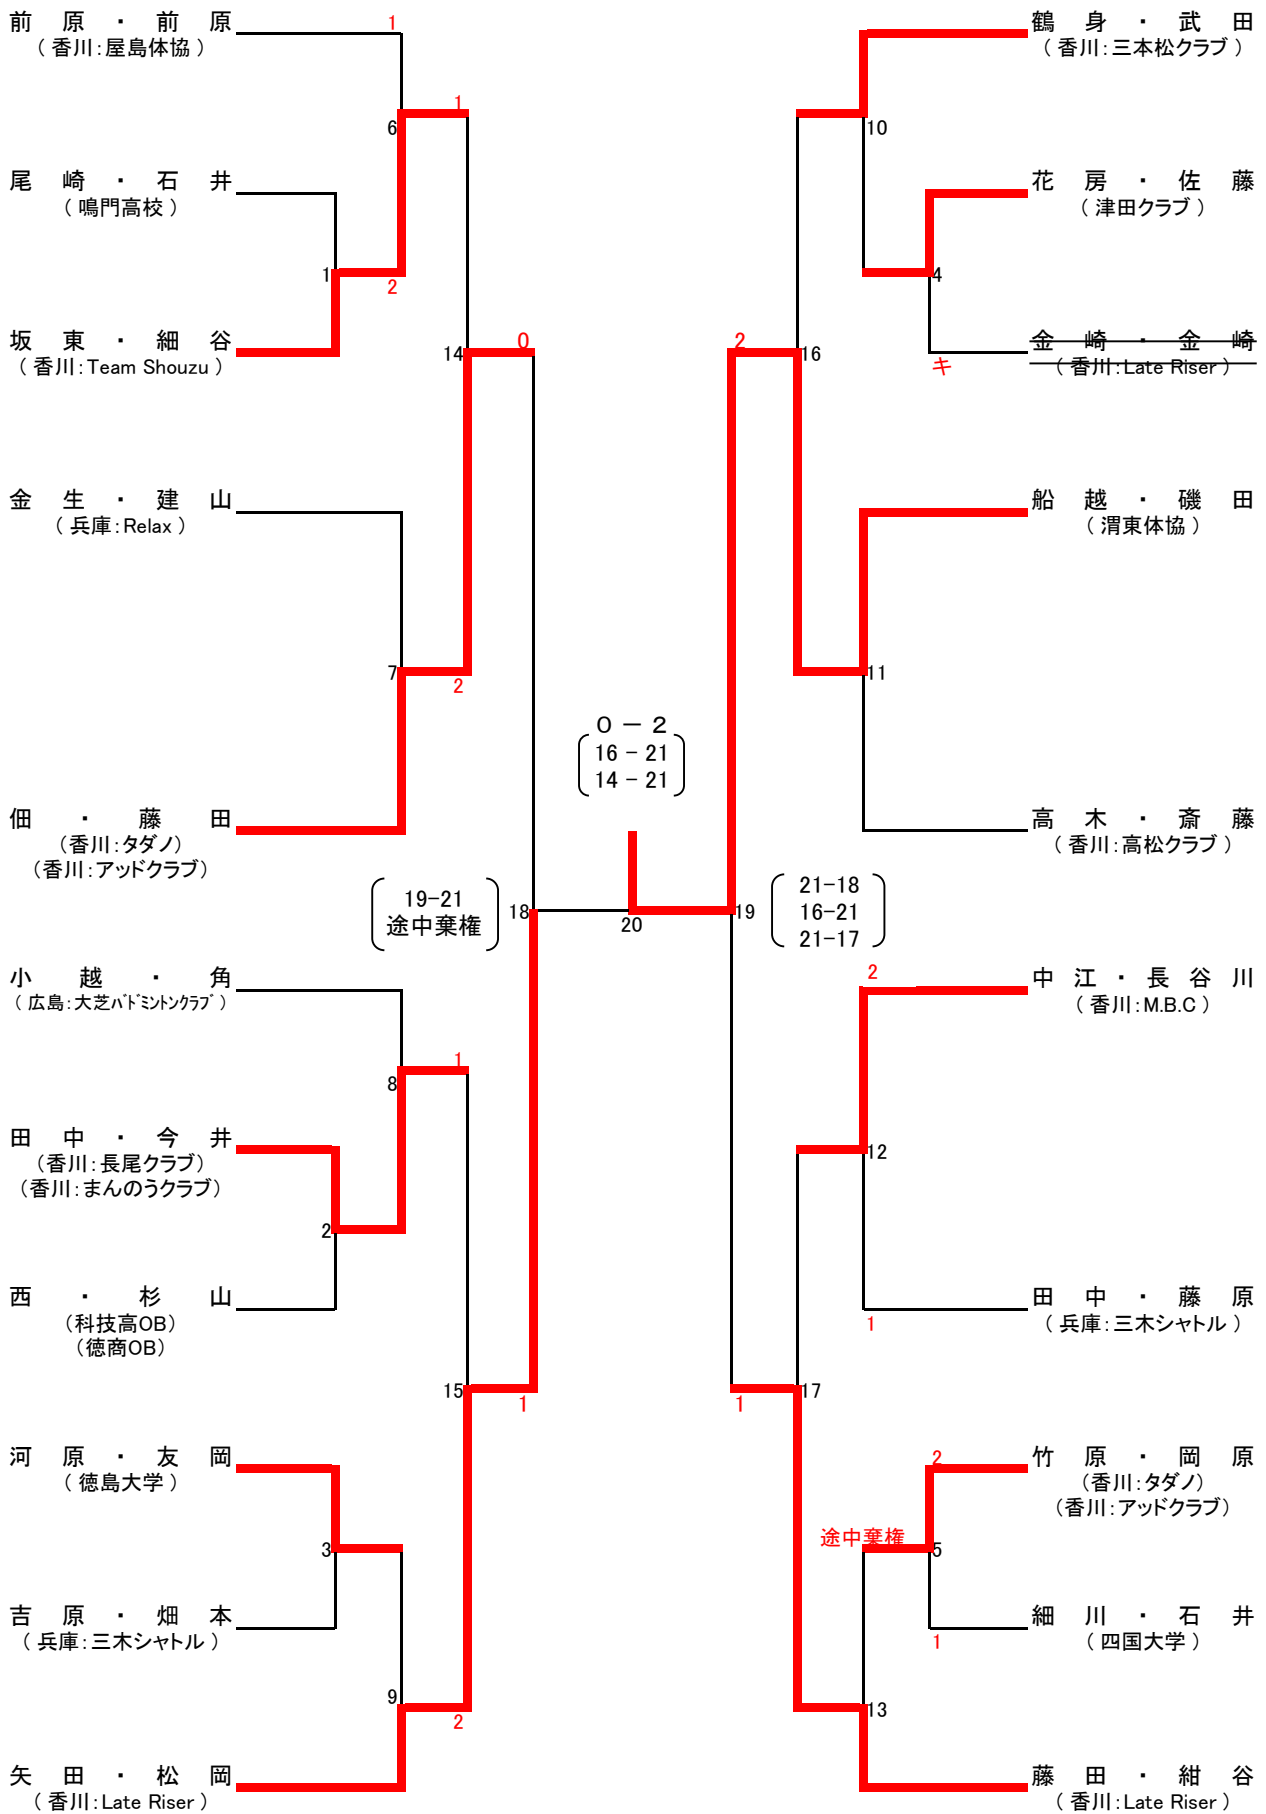 前原・前原
（香川：屋島体協）
1
6
1
尾崎・石井
（鳴門高校）
1
2
坂東・細谷
（香川：Team Shouzu）
14
0
金生・建山
（兵庫：Relax）
7
2
佃・藤田
（香川：タダノ）
（香川：アッドクラブ）
19-21
途中棄権
18
小越・角
（広島：大芝ﾊﾞﾄﾞﾐﾝﾄﾝｸﾗﾌﾞ）
8
1
田中・今井
（香川：長尾クラブ）
（香川：まんのうクラブ）
2
西・杉山
（科技高OB）
（徳商OB）
15
1
河原・友岡
（徳島大学）
3
吉原・畑本
（兵庫：三木シャトル）
9
2
矢田・松岡
（香川：Late Riser）
0－2
16－21
14－21
20
鶴身・武田
（香川：三本松クラブ）
10
花房・佐藤
（津田クラブ）
4
金崎・金崎
（香川：Late Riser）
キ
2
16
船越・磯田
（渭東体協）
11
高木・斎藤
（香川：高松クラブ）
19
21-18
16-21
21-17
2
中江・長谷川
（香川：M.B.C）
12
田中・藤原
（兵庫：三木シャトル）
1
1
17
竹原・岡原
（香川：タダノ）
（香川：アッドクラブ）
2
途中棄権
5
細川・石井
（四国大学）
1
13
藤田・紺谷
（香川：Late Riser）